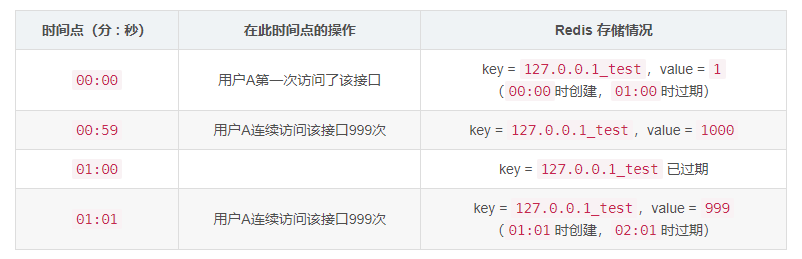 时间点（分 : 秒） 在此时间点的操作 Redis 存储情况
00:00 用户A第一次访问了该接口 key = 127.0.0.1_test ，value = 1
（ 00:00 时创建， 01:00 时过期）
00:59 用户A连续访问该接口999次 key = 127.0.0.1_test ，value = 1000
01:00 key = 127.0.0.1_test 已过期
01:01 用户A连续访问该接口999次 key = 127.0.0.1_test ，value = 999
（ 01:01 时创建， 02:01 时过期）